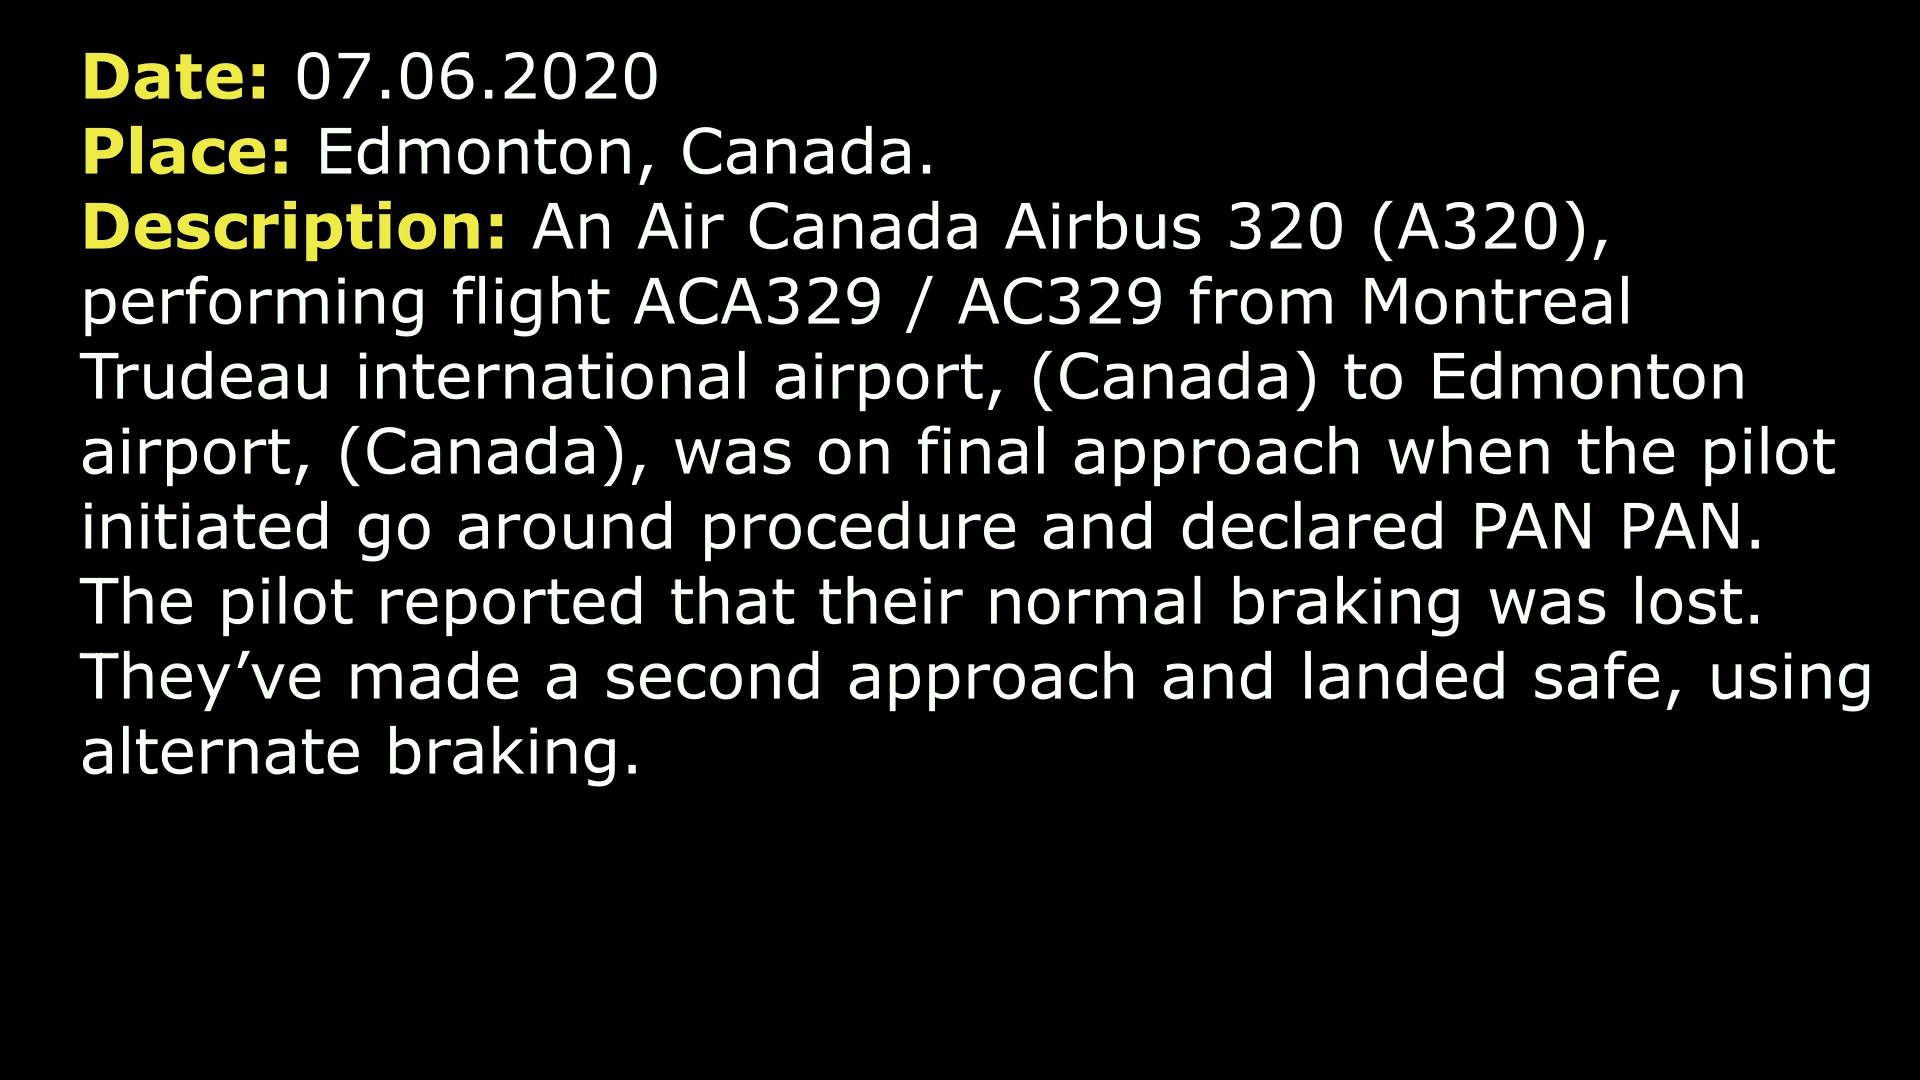 Date: 07.06.2020
Place: Edmonton, Canada.
Description: An Air Canada Airbus 320 (A320),
performing flight ACA329 / AC329 from Montreal
Trudeau international airport, (Canada) to Edmonton
airport, (Canada), was on final approach when the pilot
initiated go around procedure and declared PAN PAN.
The pilot reported that their normal braking was lost.
They’ve made a second approach and landed safe, using
alternate braking.